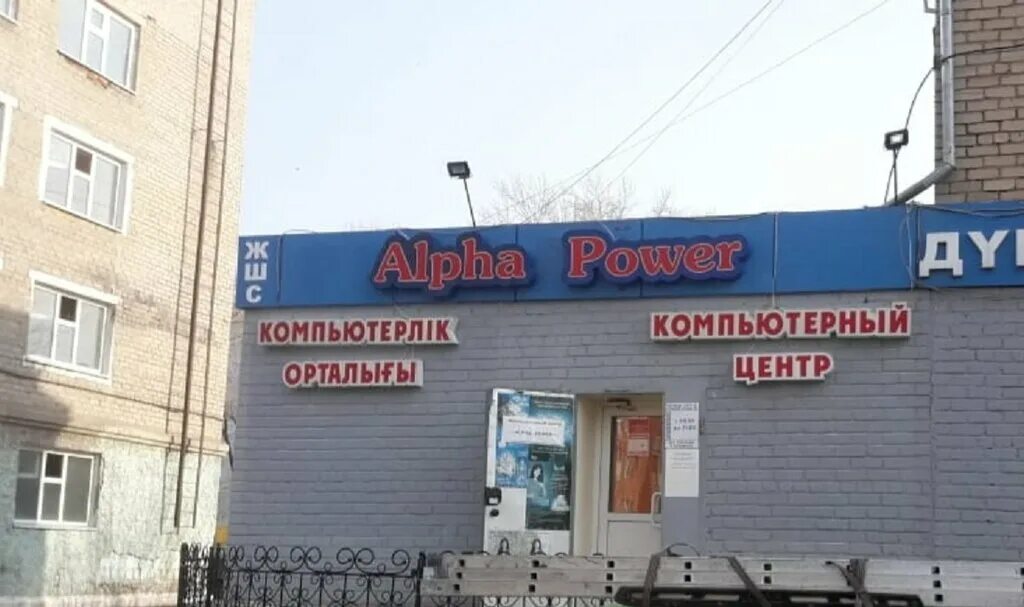 ЖШС
Alpha Power
ДҮ
КОМПЬЮТЕРЛІК
ОРТАЛЫҒЫ
КОМПЬЮТЕРНЫЙ
ЦЕНТР